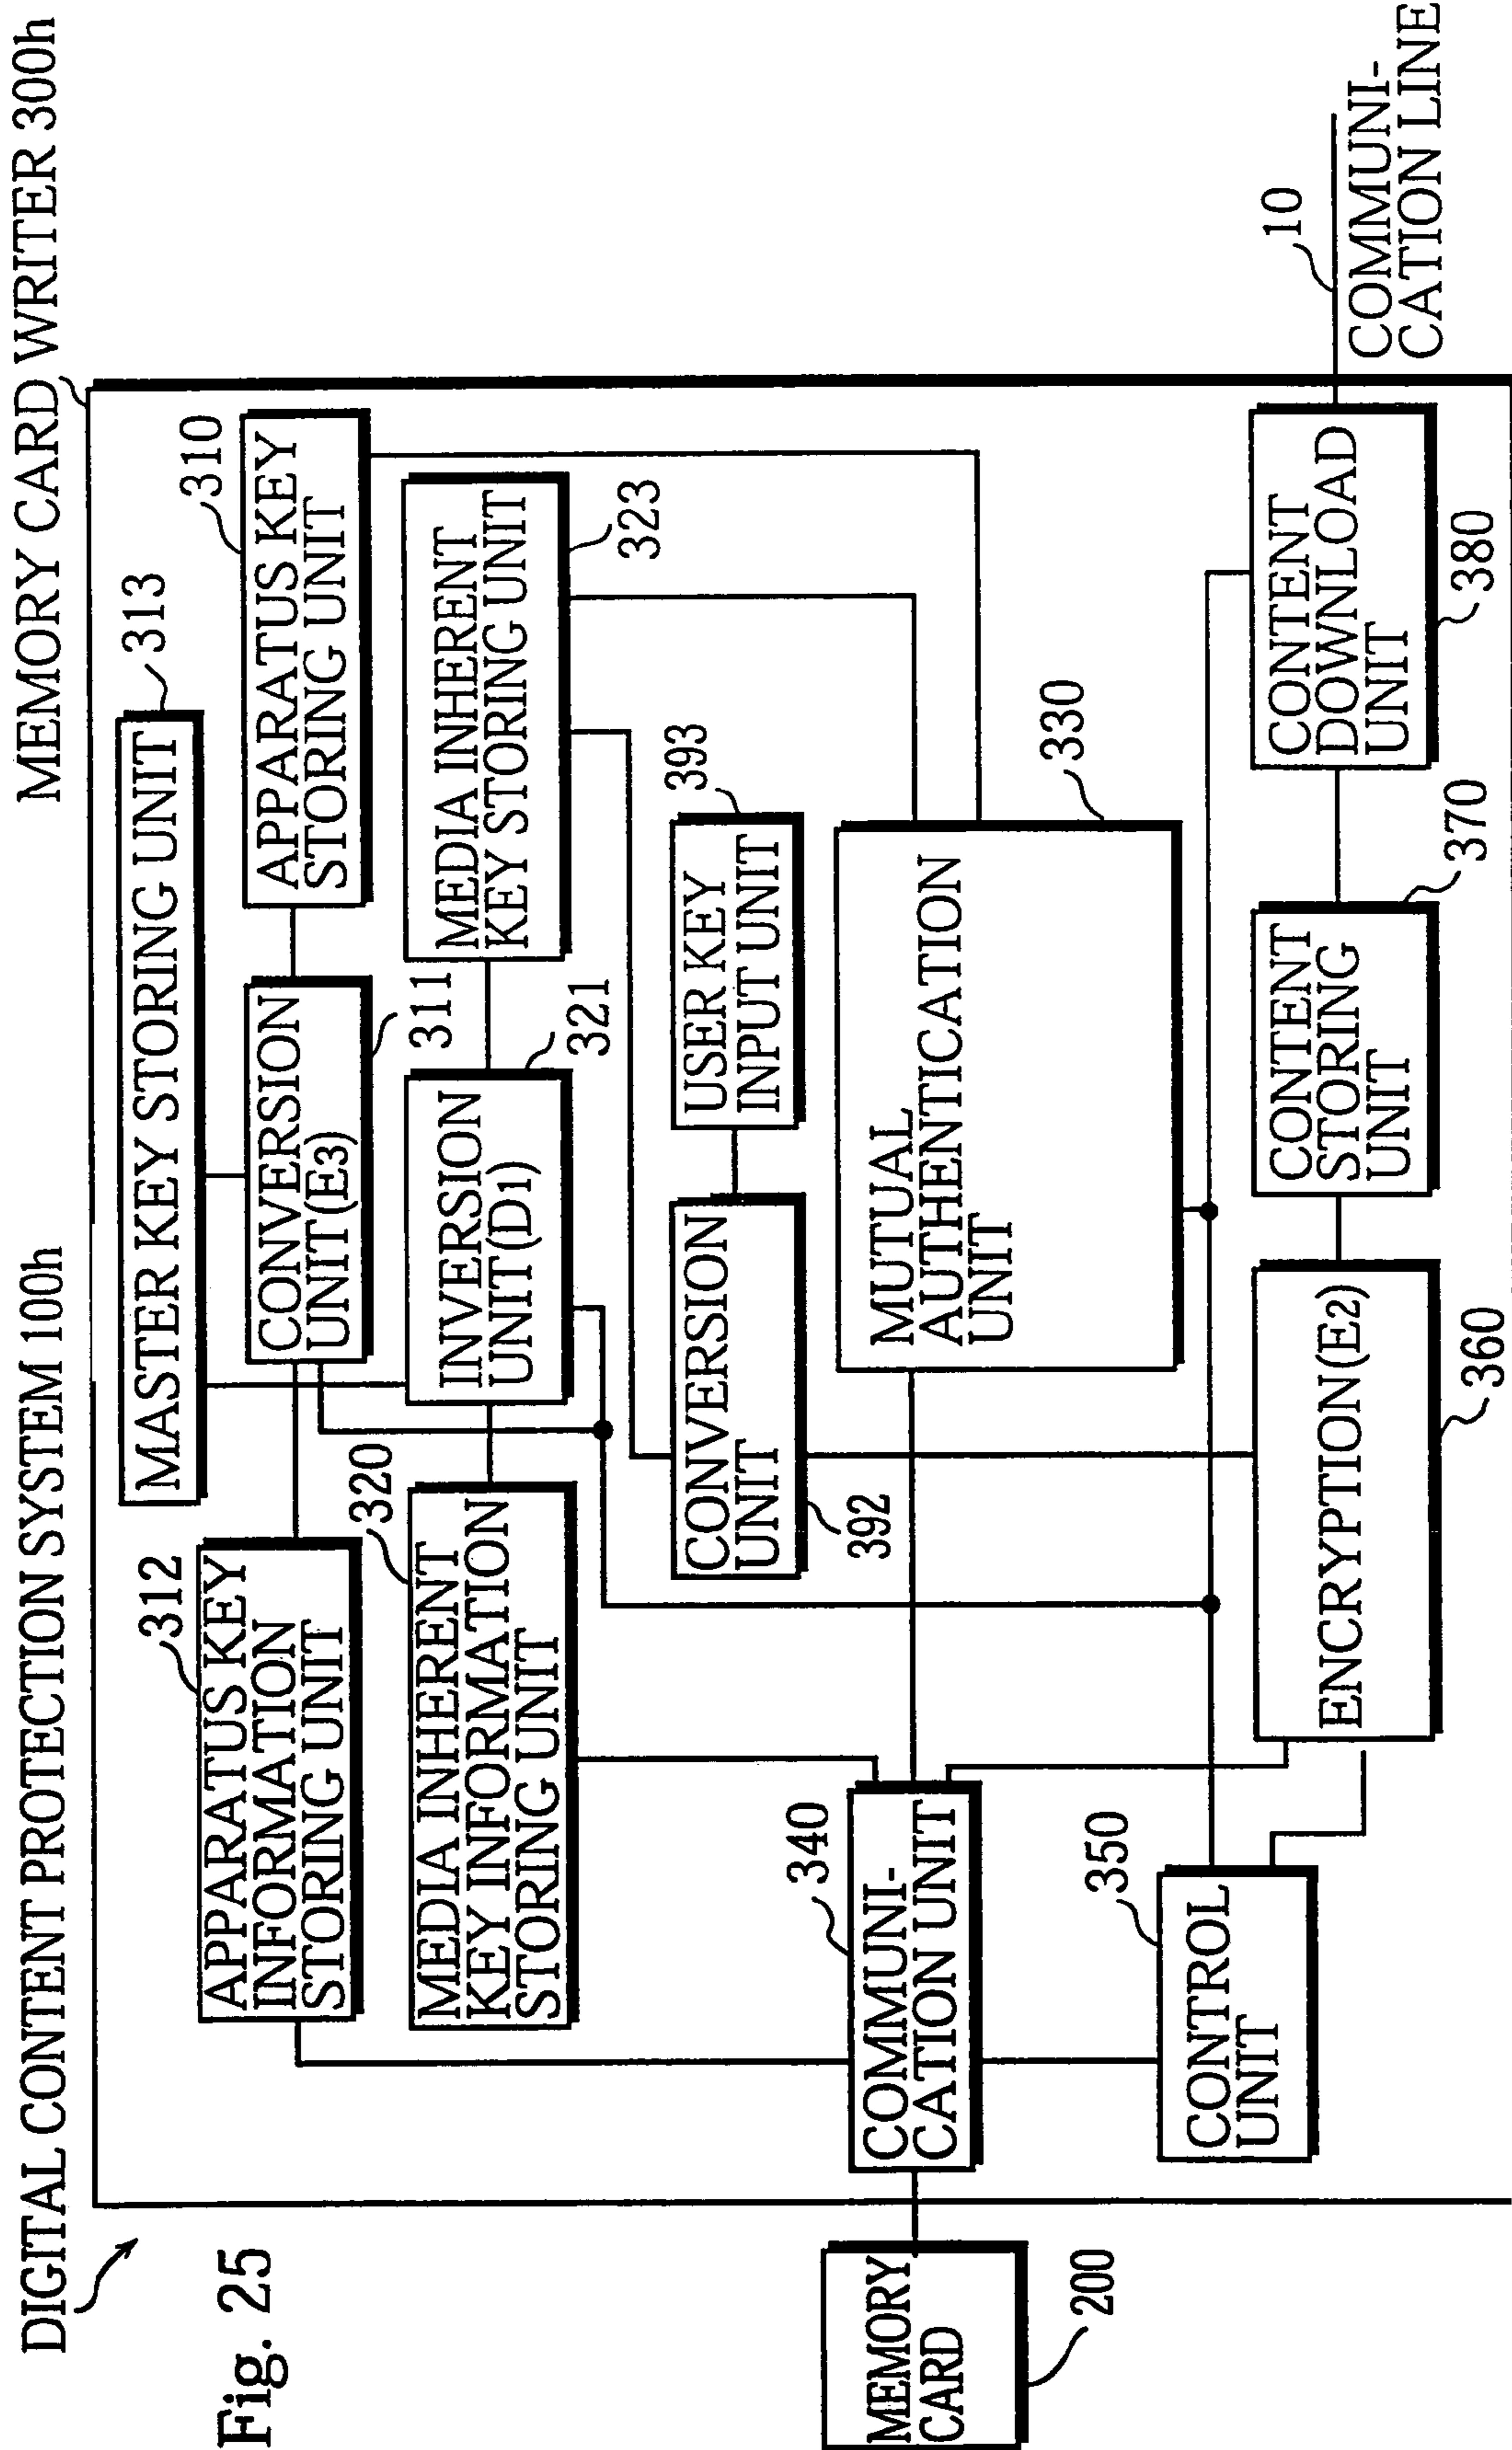 DIGITAL CONTENT PROTECTION SYSTEM 100h
MEMORY CARD WRITER 300h
Fig. 25
MASTER KEY STORING UNIT
313
312
APPARATUS KEY
INFORMATION
STORING UNIT
CONVERSION
UNIT(E3)
311
310
APPARATUS KEY
STORING UNIT
320
MEDIA INHERENT
KEY INFORMATION
STORING UNIT
INVERSION
UNIT(D1)
321
MEDIA INHERENT
KEY STORING UNIT
323
CONVERSION
UNIT
392
USER KEY
INPUT UNIT
393
MEMORY
CARD
200
340
COMMUNI-
CATION UNIT
MUTUAL
AUTHENTICATION
UNIT
330
350
CONTROL
UNIT
ENCRYPTION(E2)
360
CONTENT
STORING
UNIT
370
CONTENT
DOWNLOAD
UNIT
380
10
COMMUNI-
CATION LINE